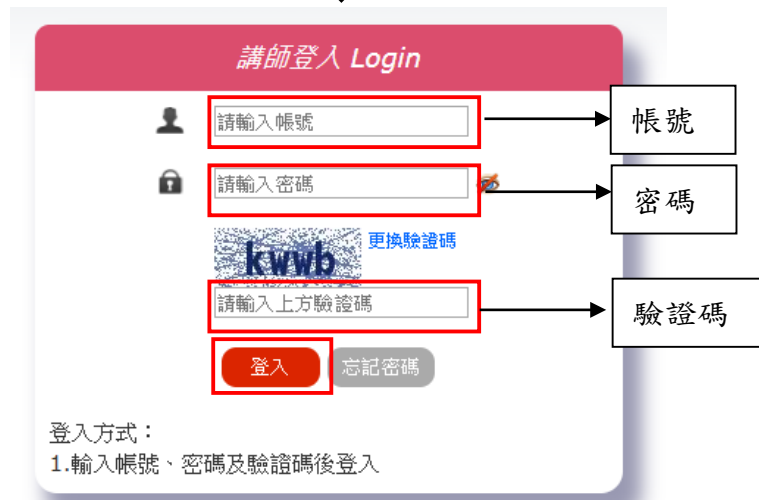 講師登入 Login
請輸入帳號
帳號
請輸入密碼
密碼
kwwb
更換驗證碼
請輸入上方驗證碼
驗證碼
登入
忘記密碼
登入方式：
1.輸入帳號、密碼及驗證碼後登入